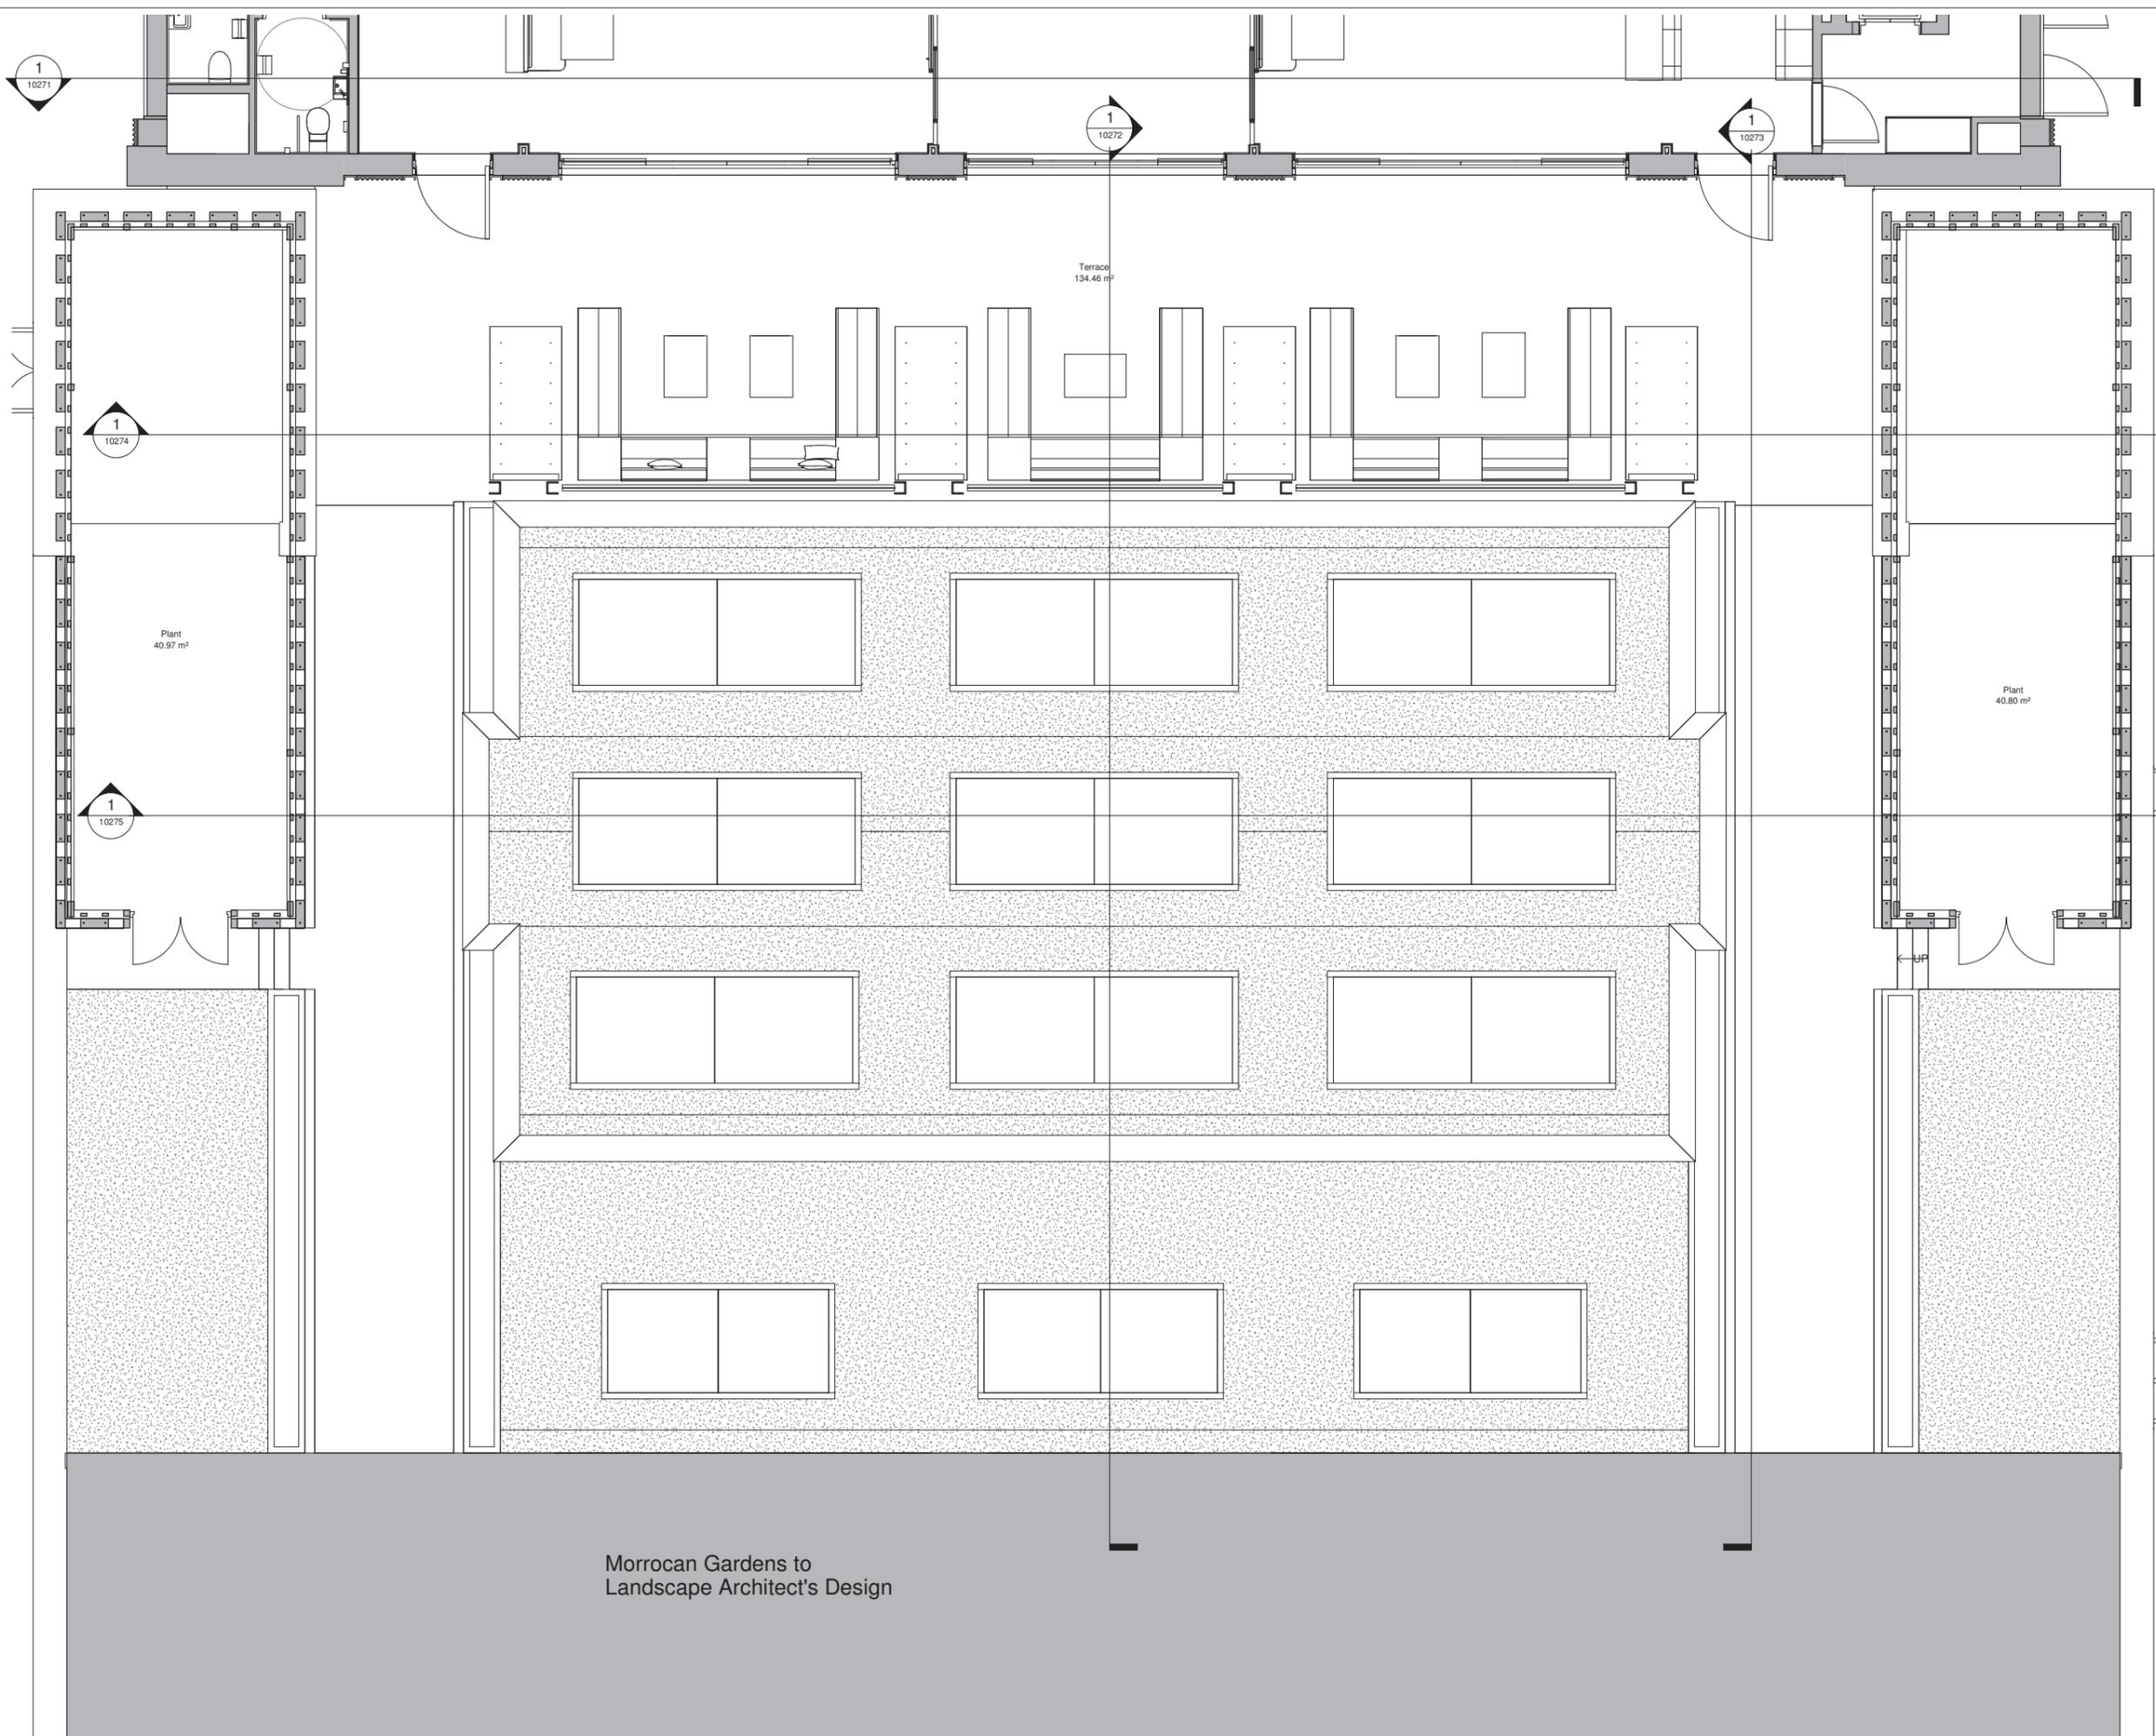 1
10271
1
10272
1
10273
Terrace
134.46 m²
1
10274
Plant
40.97 m²
Plant
40.80 m²
1
10275
UP
Morrocan Gardens to
Landscape Architect's Design